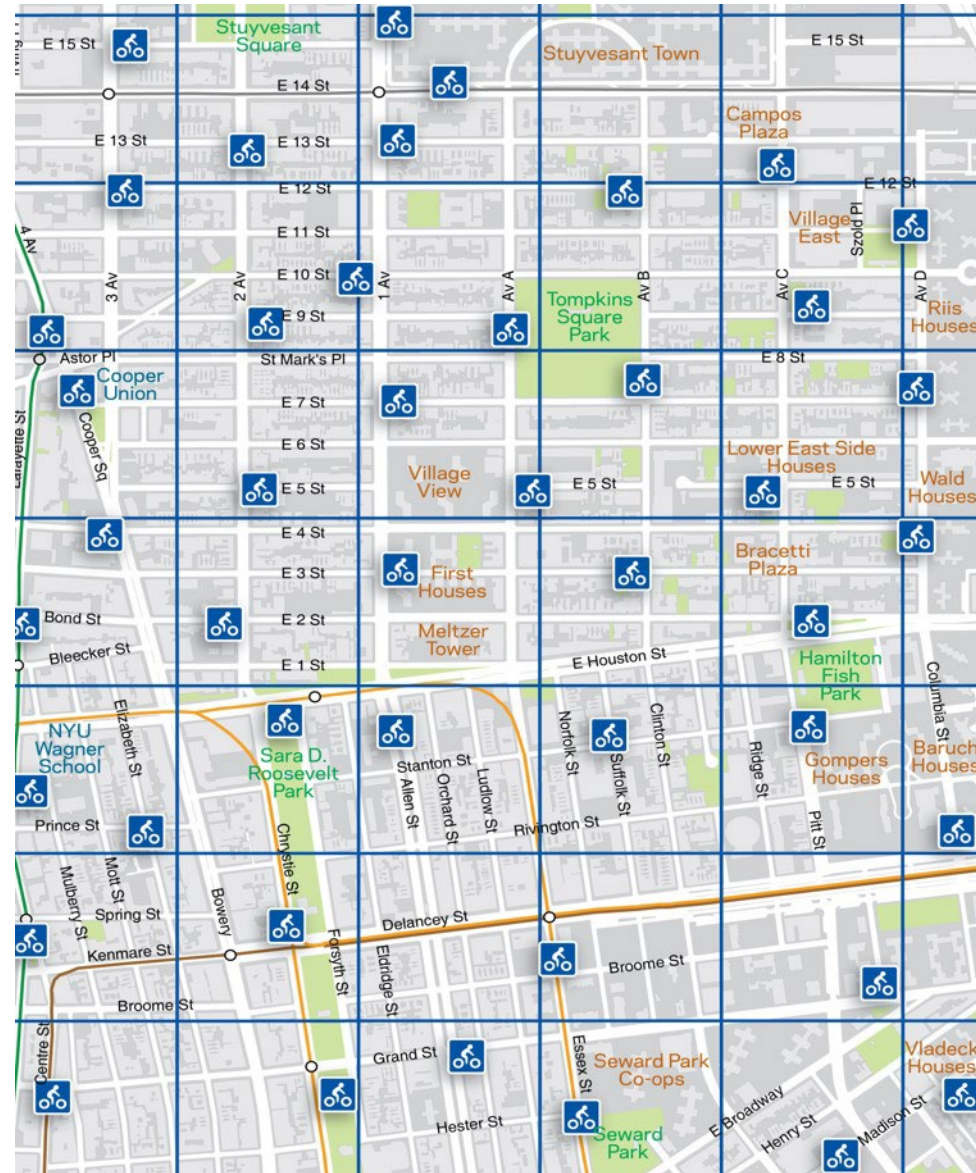 Stuyvesant
Square
E 15 St
E 15 St
Stuyvesant Town
E 14 St
Campos
Plaza
E 13 St
E 13 St
E 12 St
E 12 St
Village
East
Szold Pl
E 11 St
4 Av
3 Av
2 Av
E 10 St
1 Av
Av A
Av B
Av C
Av D
Tompkins
Square
Park
E 9 St
Riis
Houses
Astor Pl
St Mark's Pl
E 8 St
Cooper
Union
E 7 St
Lafayette St
Cooper Sq
E 6 St
Lower East Side
Houses
Village
View
E 5 St
E 5 St
E 5 St
Wald
Houses
E 4 St
Bracetti
Plaza
E 3 St
First
Houses
Bond St
E 2 St
Meltzer
Tower
Bleecker St
E 1 St
E Houston St
Hamilton
Fish
Park
Columbia St
NYU
Wagner
School
Elizabeth St
Sara D.
Roosevelt
Park
Stanton St
Allen St
Orchard St
Ludlow St
Norfolk St
Suffolk St
Clinton St
Ridge St
Pitt St
Gompers
Houses
Baruch
Houses
Prince St
Rivington St
Chrystie St
Mulberry St
Mott St
Spring St
Bowery
Delancey St
Kenmare St
Forsyth St
Eldridge St
Broome St
Broome St
Centre St
Grand St
Essex St
Seward Park
Co-ops
Vladeck
Houses
Hester St
Seward
Park
E Broadway
Henry St
Madison St